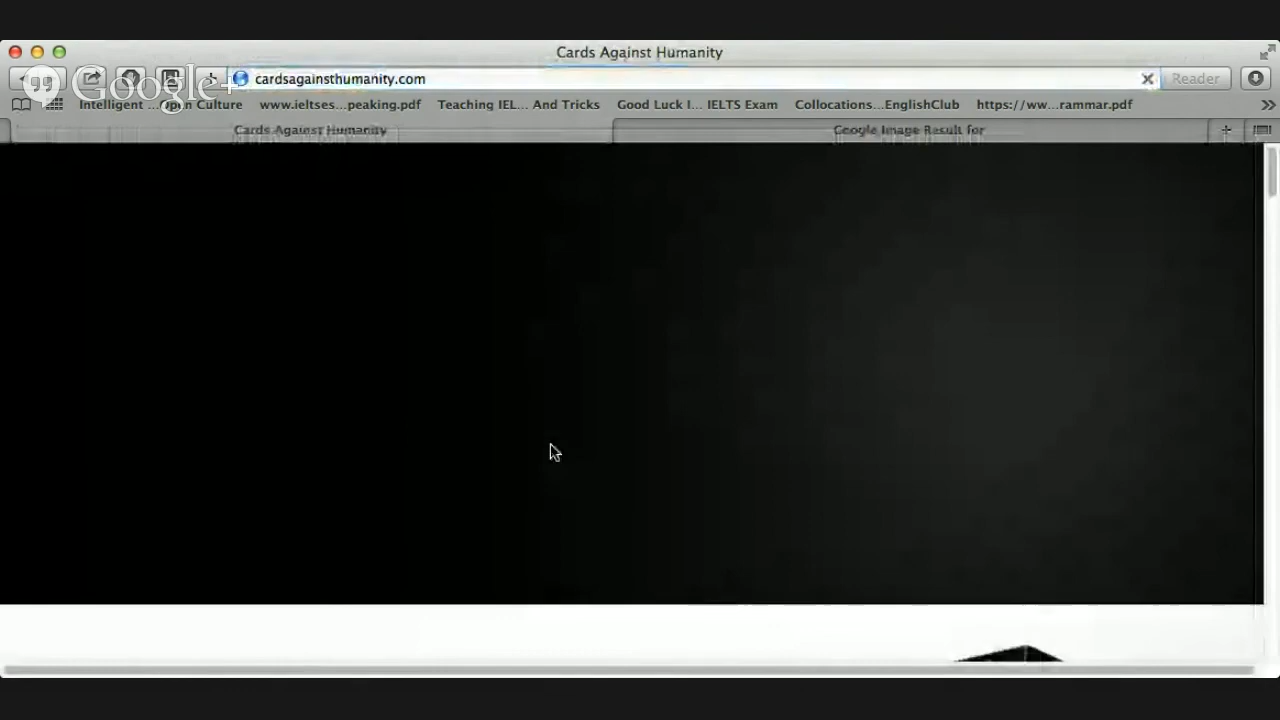 Cards Against Humanity
Google+
cardsagainsthumanity.com
Reader
Intelligent ...Open Culture www.ieltses...peaking.pdf Teaching IEL... And Tricks Good Luck I... IELTS Exam Collocations...EnglishClub https://ww...rammar.pdf
Cards Against Humanity Google Image Result for